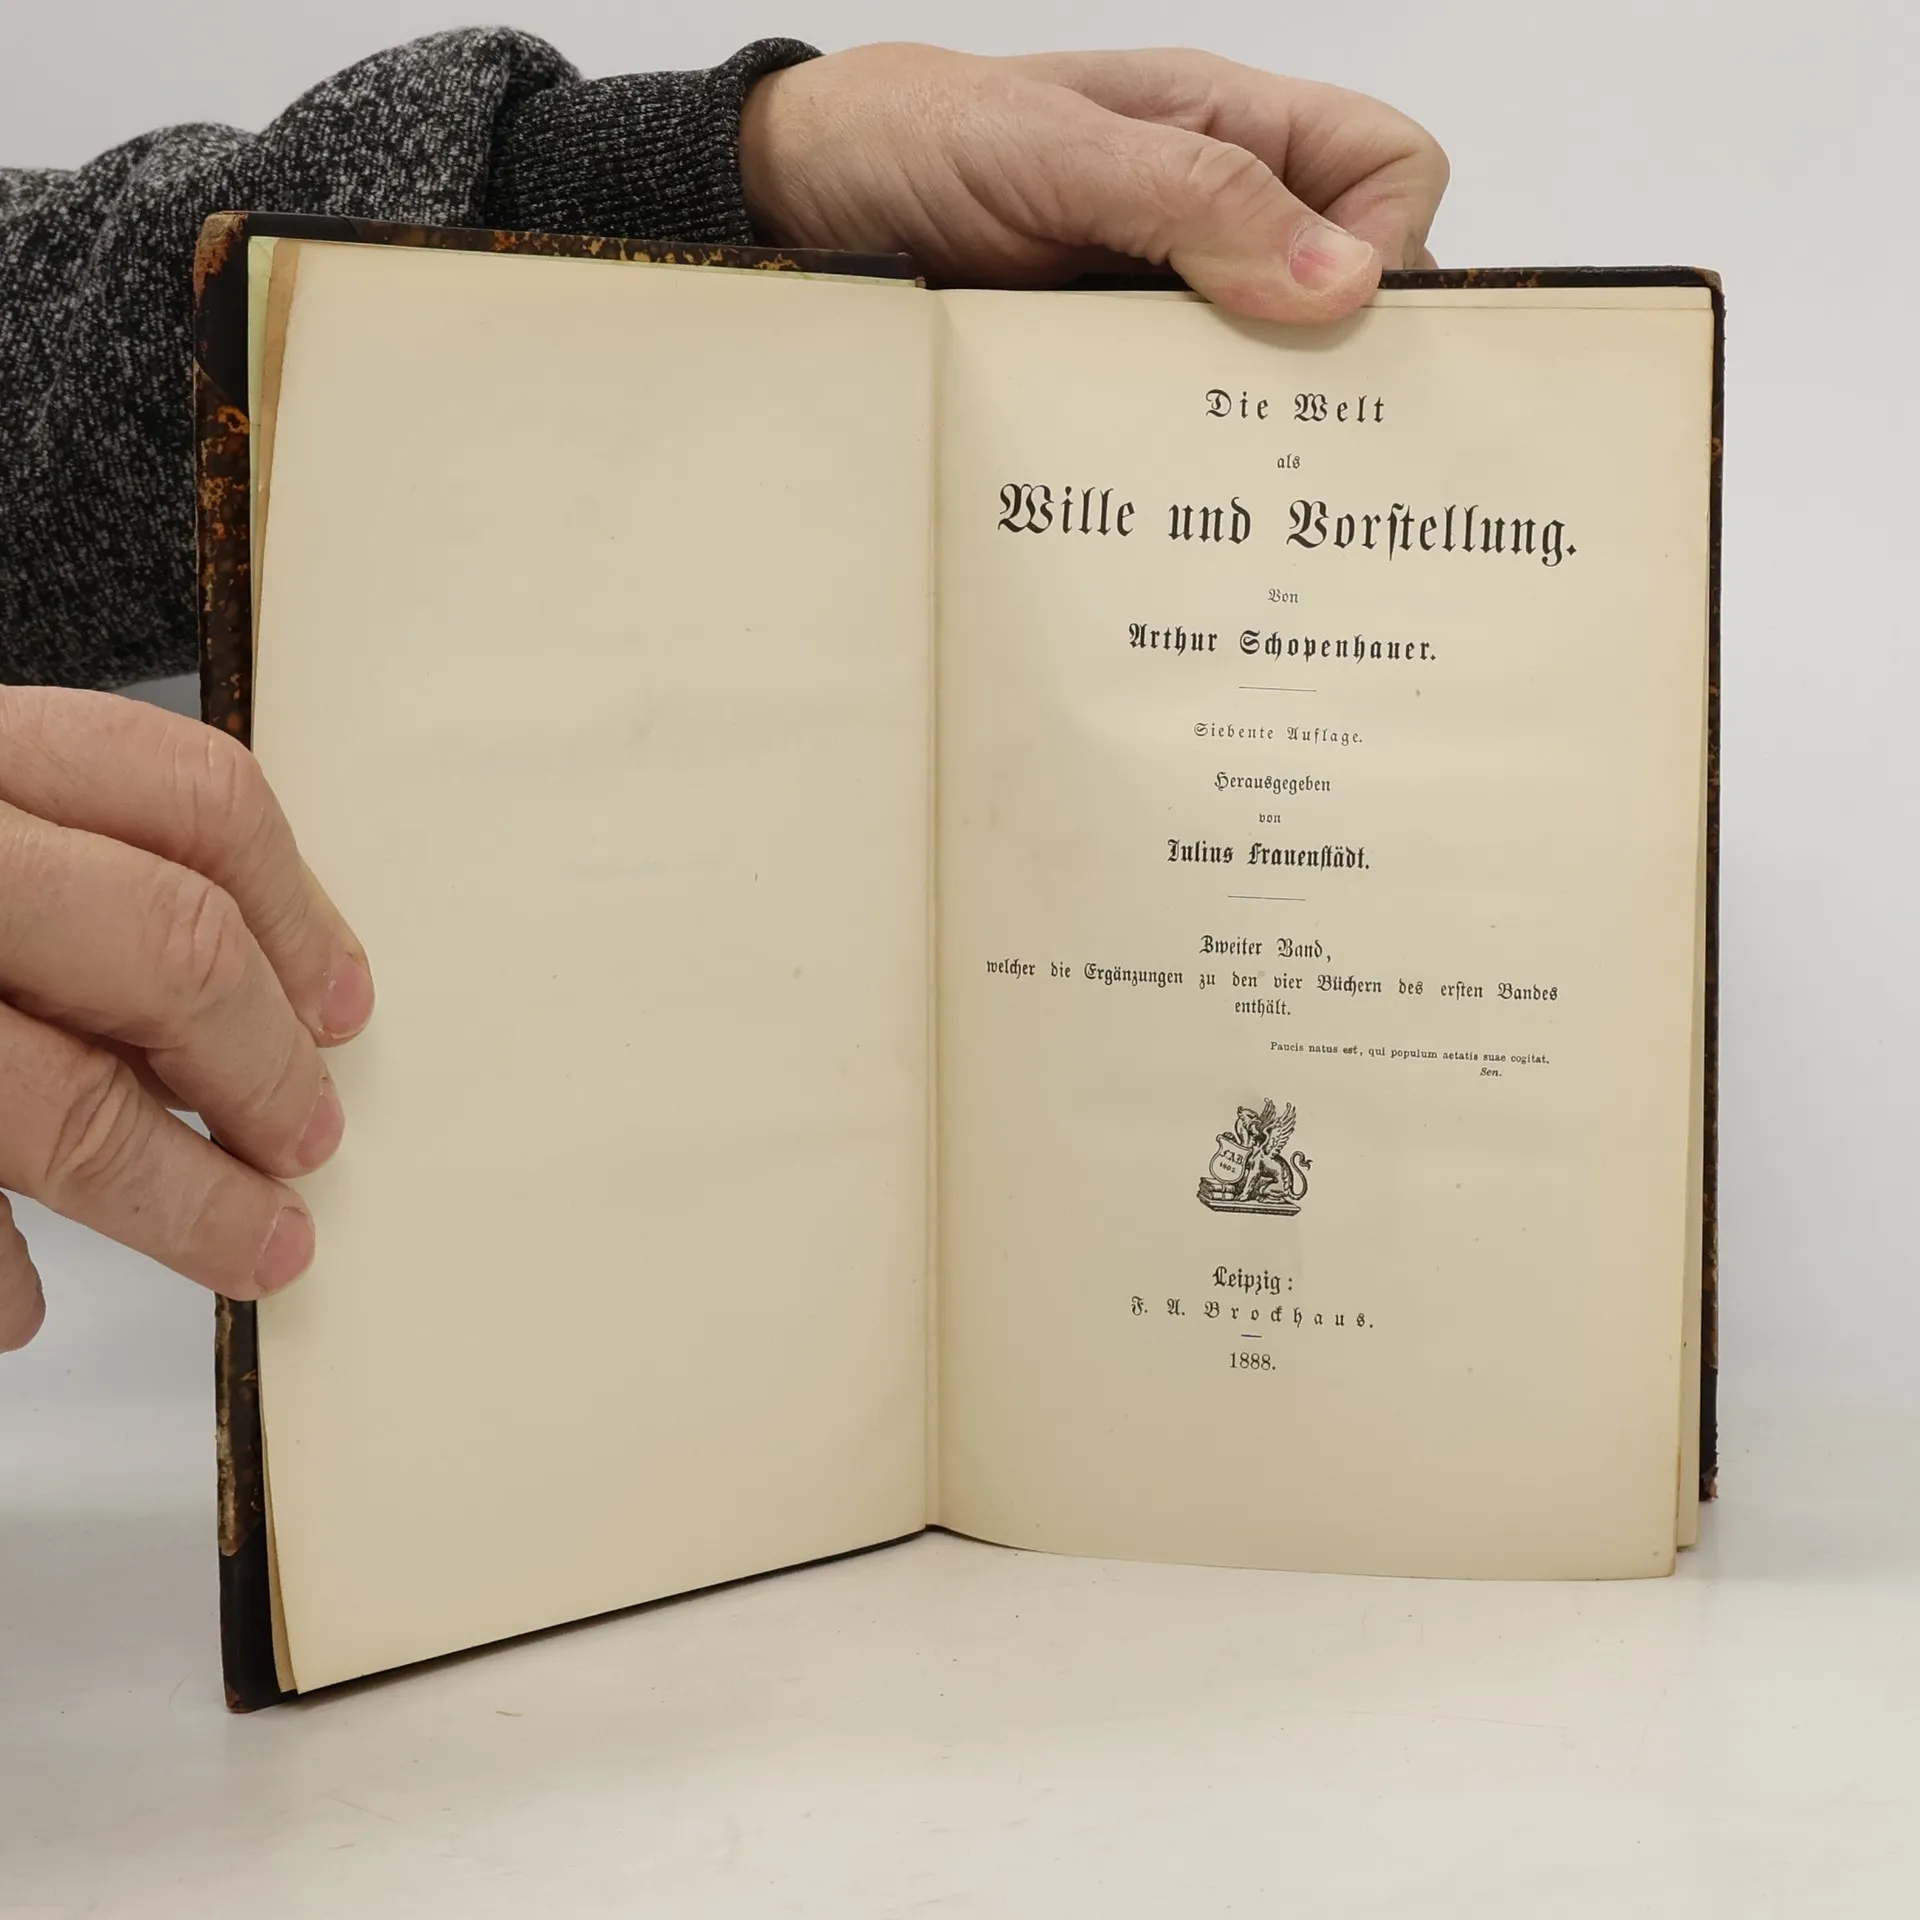 Die Welt
als
Wille und Vorſtellung.
Von
Arthur Schopenhauer.
Siebente Auflage.
Herausgegeben
von
Julius Frauenſtädt.
Zweiter Band,
welcher die Ergänzungen zu den vier Büchern des erſten Bandes
enthält.
Paucis natus est, qui populum aetatis suae cogitat.
Sen.
F.A.B.
1805
Leipzig:
F. A. Brockhaus.
1888.